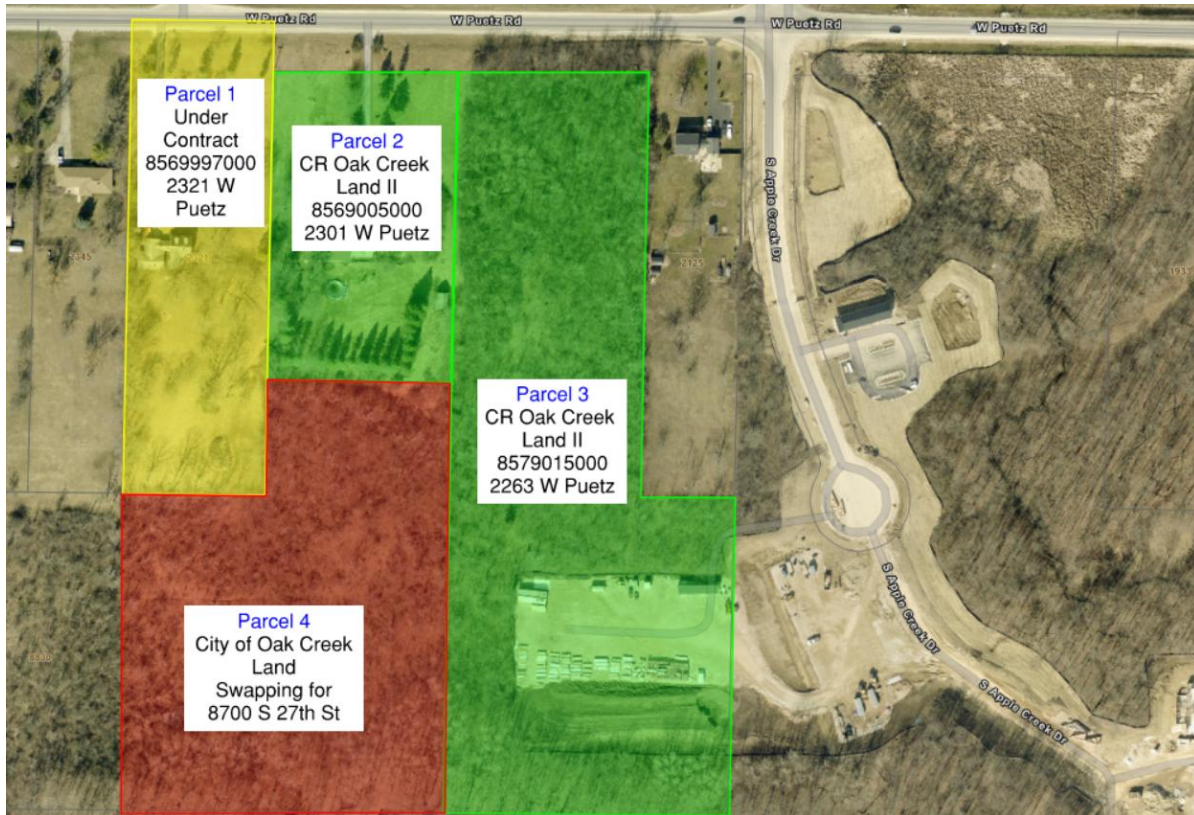 W Puetz Rd
W Puetz Rd
W Puetz Rd
W Puetz Rd
Parcel 1
Under
Contract
8569997000
2321 W
Puetz
Parcel 2
CR Oak Creek
Land II
8569005000
2301 W Puetz
S Apple Creek Dr
2345
2125
Parcel 3
CR Oak Creek
Land II
8579015000
2263 W Puetz
Parcel 4
City of Oak Creek
Land
Swapping for
8700 S 27th St
S Apple Creek Dr
S Apple Creek Dr